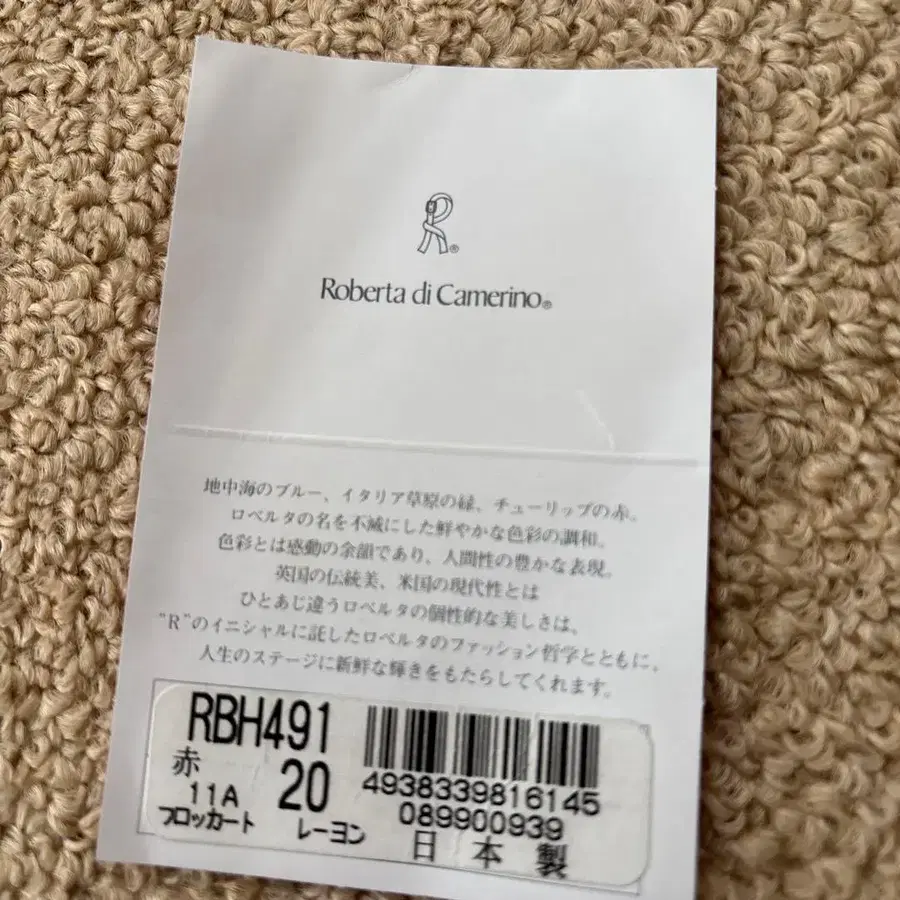 R®
Roberta di Camerino®
地中海のブルー、イタリア草原の緑、チューリップの赤。
ロベルタの名を不滅にした鮮やかな色彩の調和。
色彩とは感動の余韻であり、人間性の豊かな表現。
英国の伝統美、米国の現代性とは
ひとあじ違うロベルタの個性的な美しさは、
"R"のイニシャルに託したロベルタのファッション哲学とともに、
人生のステージに新鮮な輝きをもたらしてくれます。
RBH491
赤 20
11A
フロッカート レーヨン
4938339816145
089900939
日本製